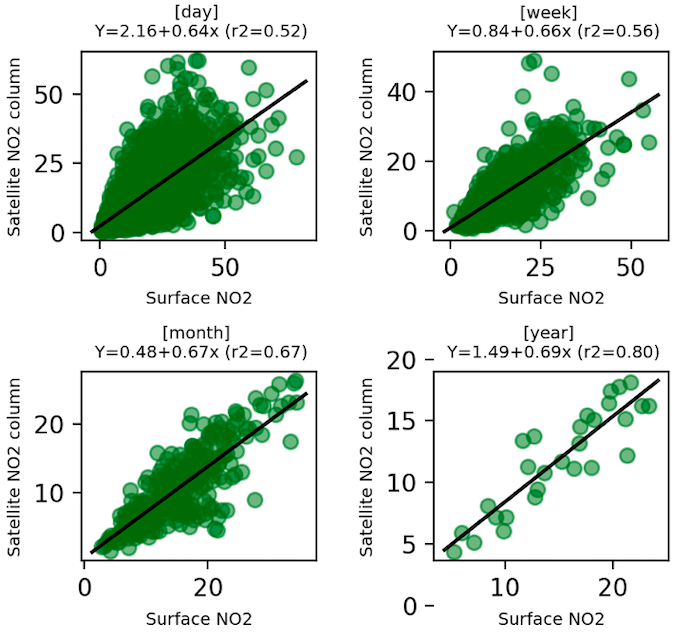 [day]
Y=2.16+0.64x (r2=0.52)
Satellite NO2 column
50
25
0
0
50
Surface NO2
[week]
Y=0.84+0.66x (r2=0.56)
Satellite NO2 column
40
20
0
0
25
50
Surface NO2
[month]
Y=0.48+0.67x (r2=0.67)
Satellite NO2 column
20
10
0
20
Surface NO2
[year]
Y=1.49+0.69x (r2=0.80)
Satellite NO2 column
20
15
10
5
0
10
20
Surface NO2